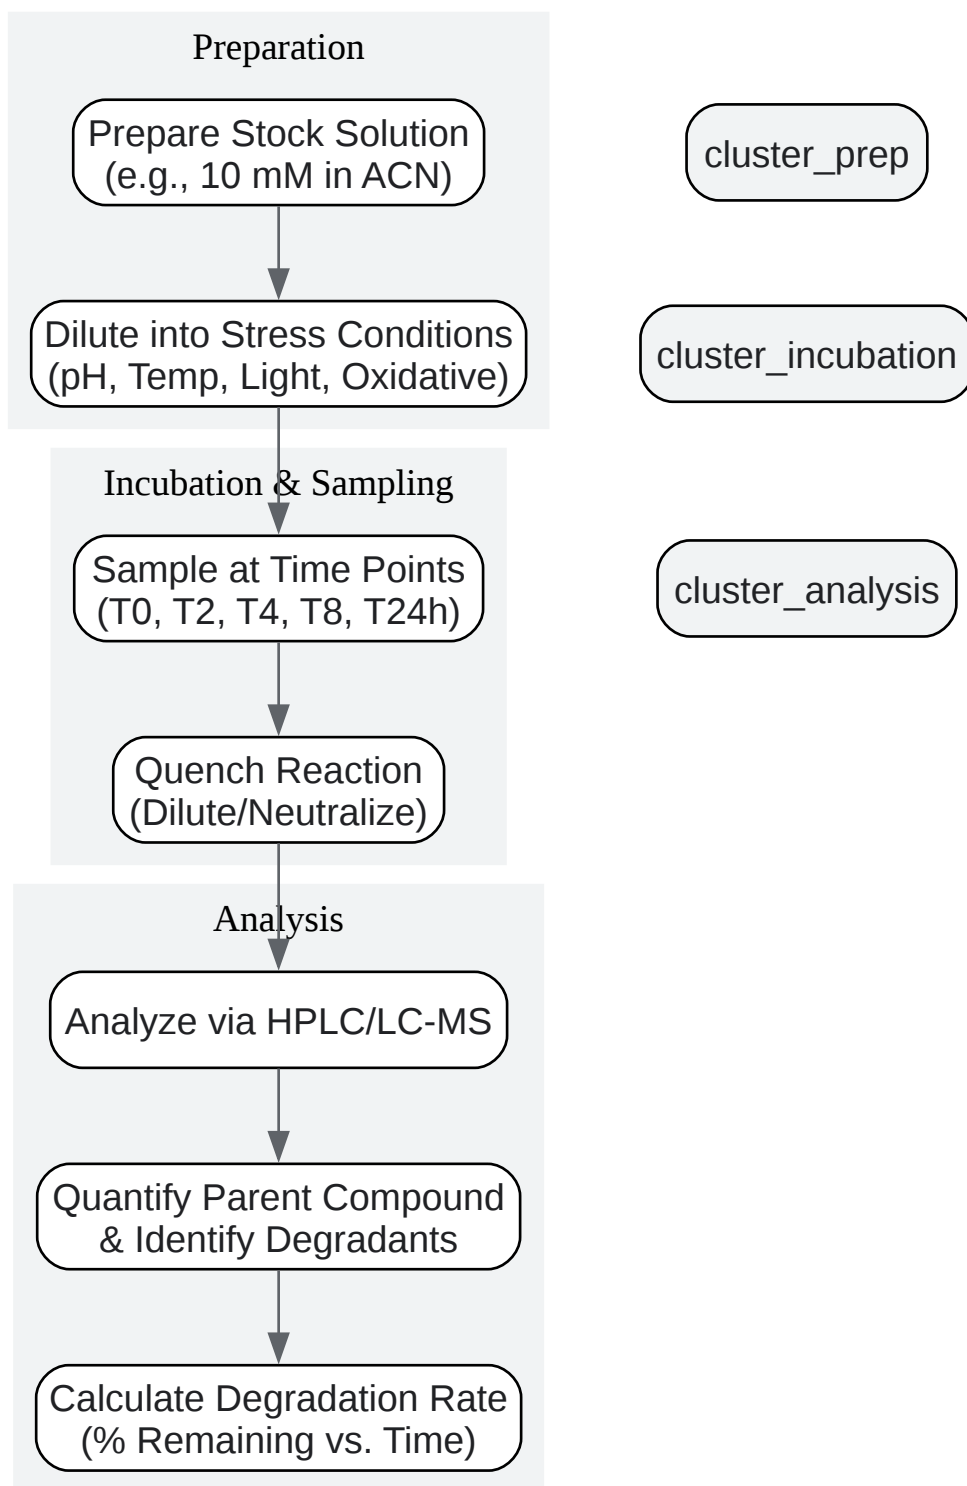 Preparation
Prepare Stock Solution
(e.g., 10 mM in ACN)
cluster_prep
Dilute into Stress Conditions
(pH, Temp, Light, Oxidative)
cluster_incubation
Incubation & Sampling
Sample at Time Points
(T0, T2, T4, T8, T24h)
cluster_analysis
Quench Reaction
(Dilute/Neutralize)
Analysis
Analyze via HPLC/LC-MS
Quantify Parent Compound
& Identify Degradants
Calculate Degradation Rate
(% Remaining vs. Time)